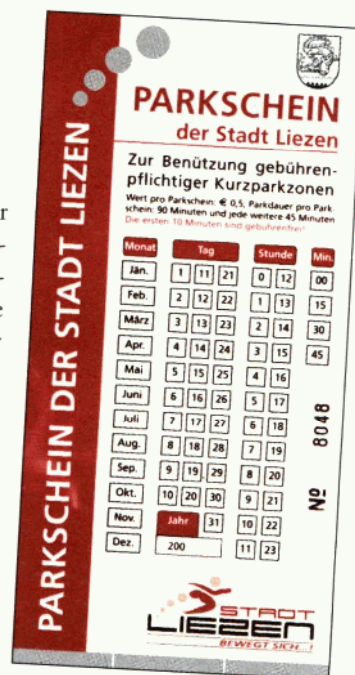 PARKSCHEIN DER STADT LIEZEN
PARKSCHEIN
der Stadt Liezen
Zur Benützung gebühren-
pflichtiger Kurzparkzonen
Wert pro Parkschein: € 0,5, Parkdauer pro Park-
schein: 90 Minuten und jede weitere 45 Minuten
Die ersten 10 Minuten sind gebührenfrei!
Monat Tag Stunde Min.
Jän. 1 11 21 0 12 00
Feb. 2 12 22 1 13 15
März 3 13 23 2 14 30
Apr. 4 14 24 3 15 45
Mai 5 15 25 4 16
Juni 6 16 26 5 17
Juli 7 17 27 6 18
Aug. 8 18 28 7 19
Sep. 9 19 29 8 20
Okt. 10 20 30 9 21
Nov. Jahr 31 10 22
Dez. 200 11 23
Nº 8048
STADT
LIEZEN
BEWEGT SICH...!
r
-
-
e